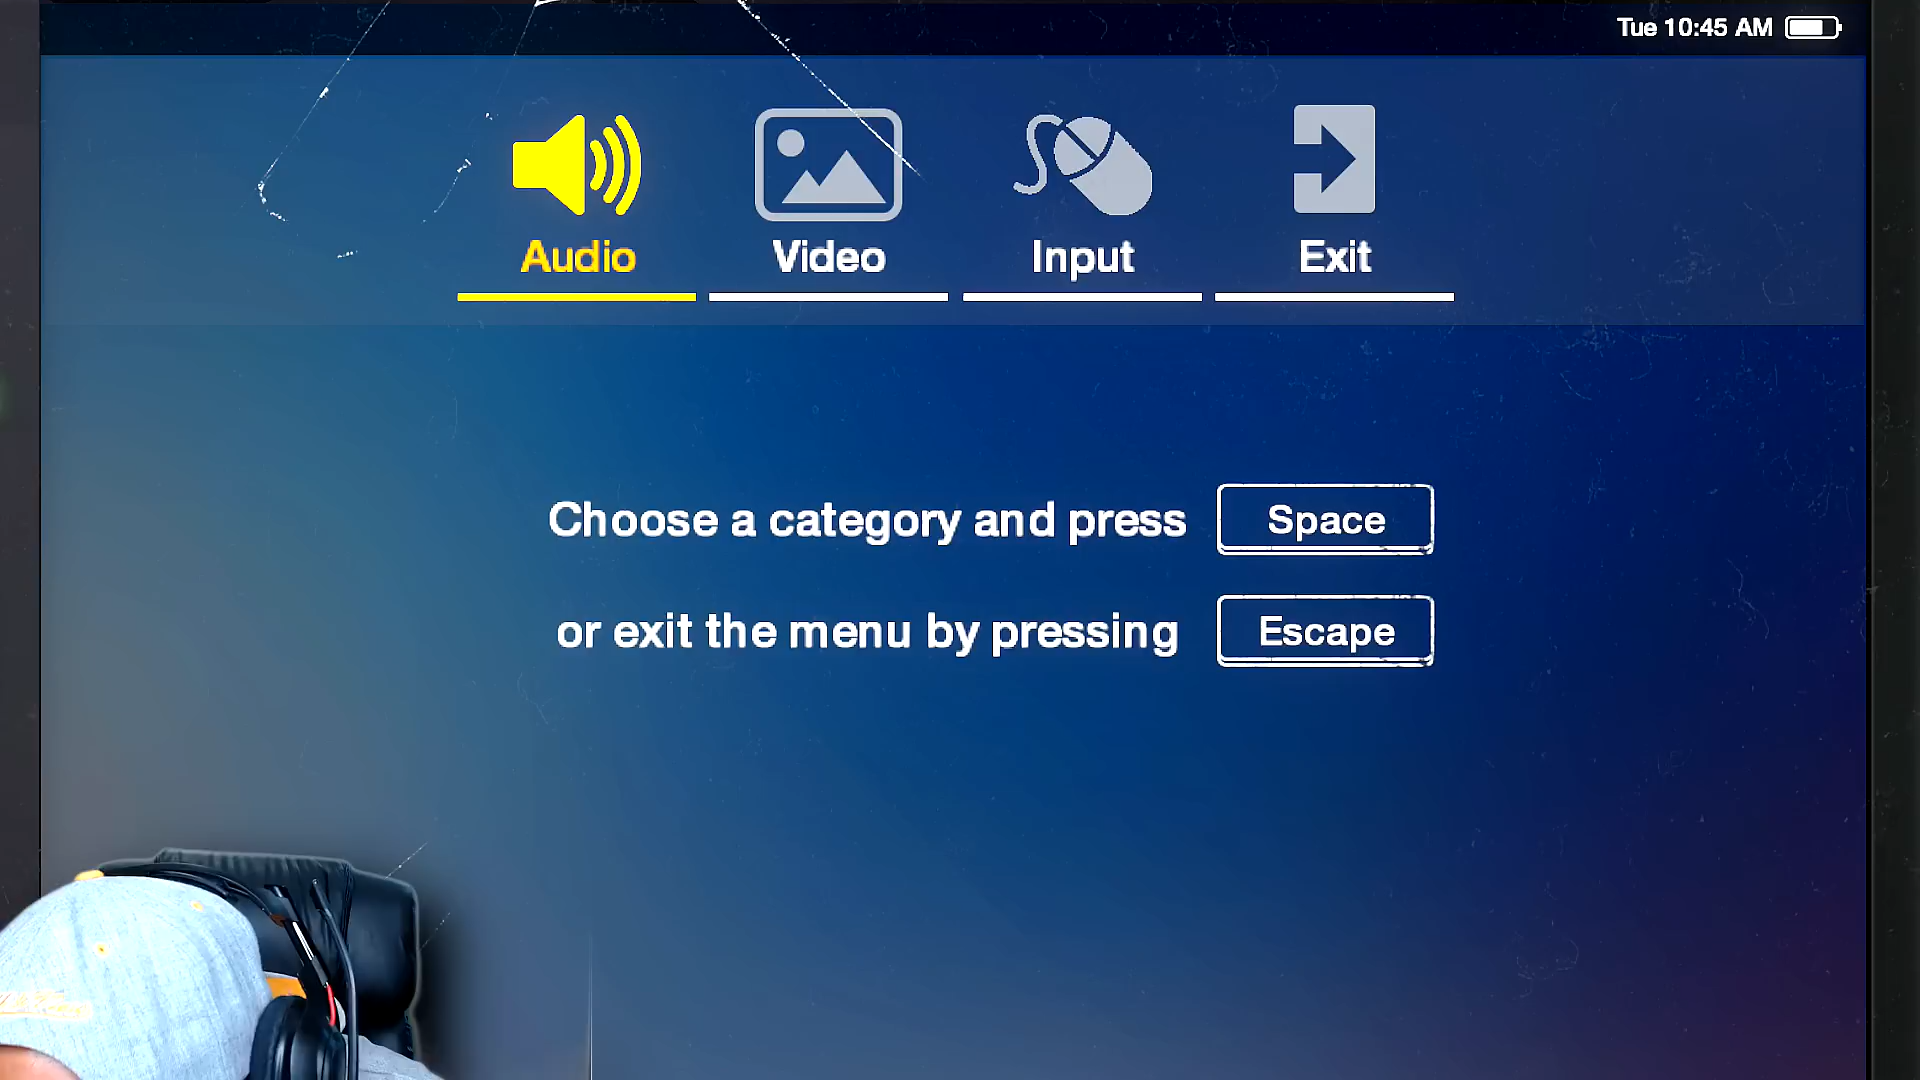 Tue 10:45 AM
Audio Video Input Exit
Choose a category and press Space
or exit the menu by pressing Escape